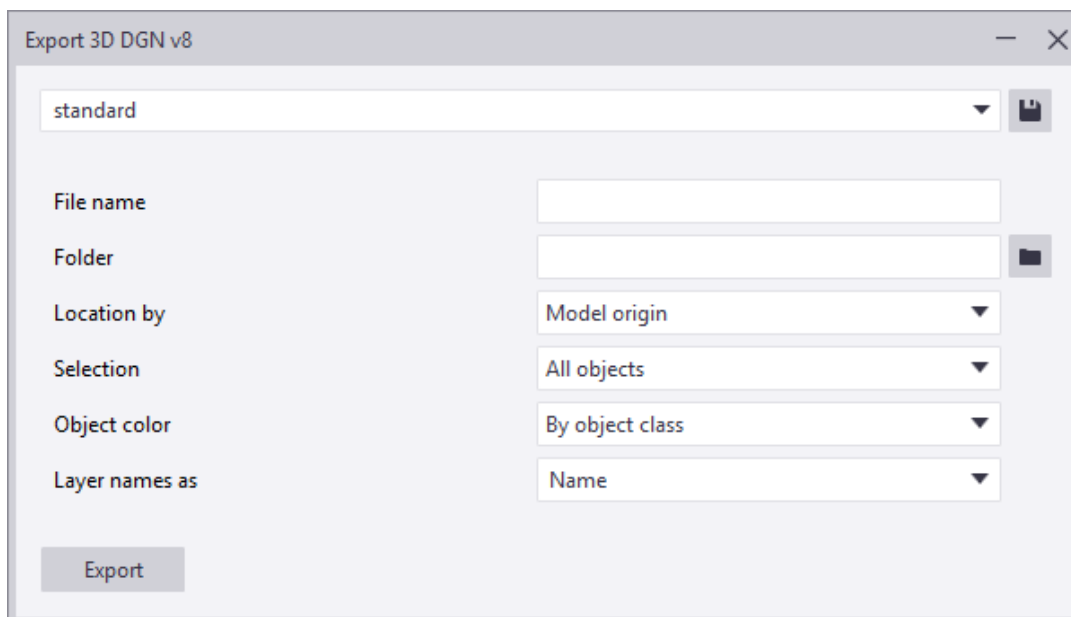 Export 3D DGN v8
standard
File name
Folder
Location by Model origin
Selection All objects
Object color By object class
Layer names as Name
Export